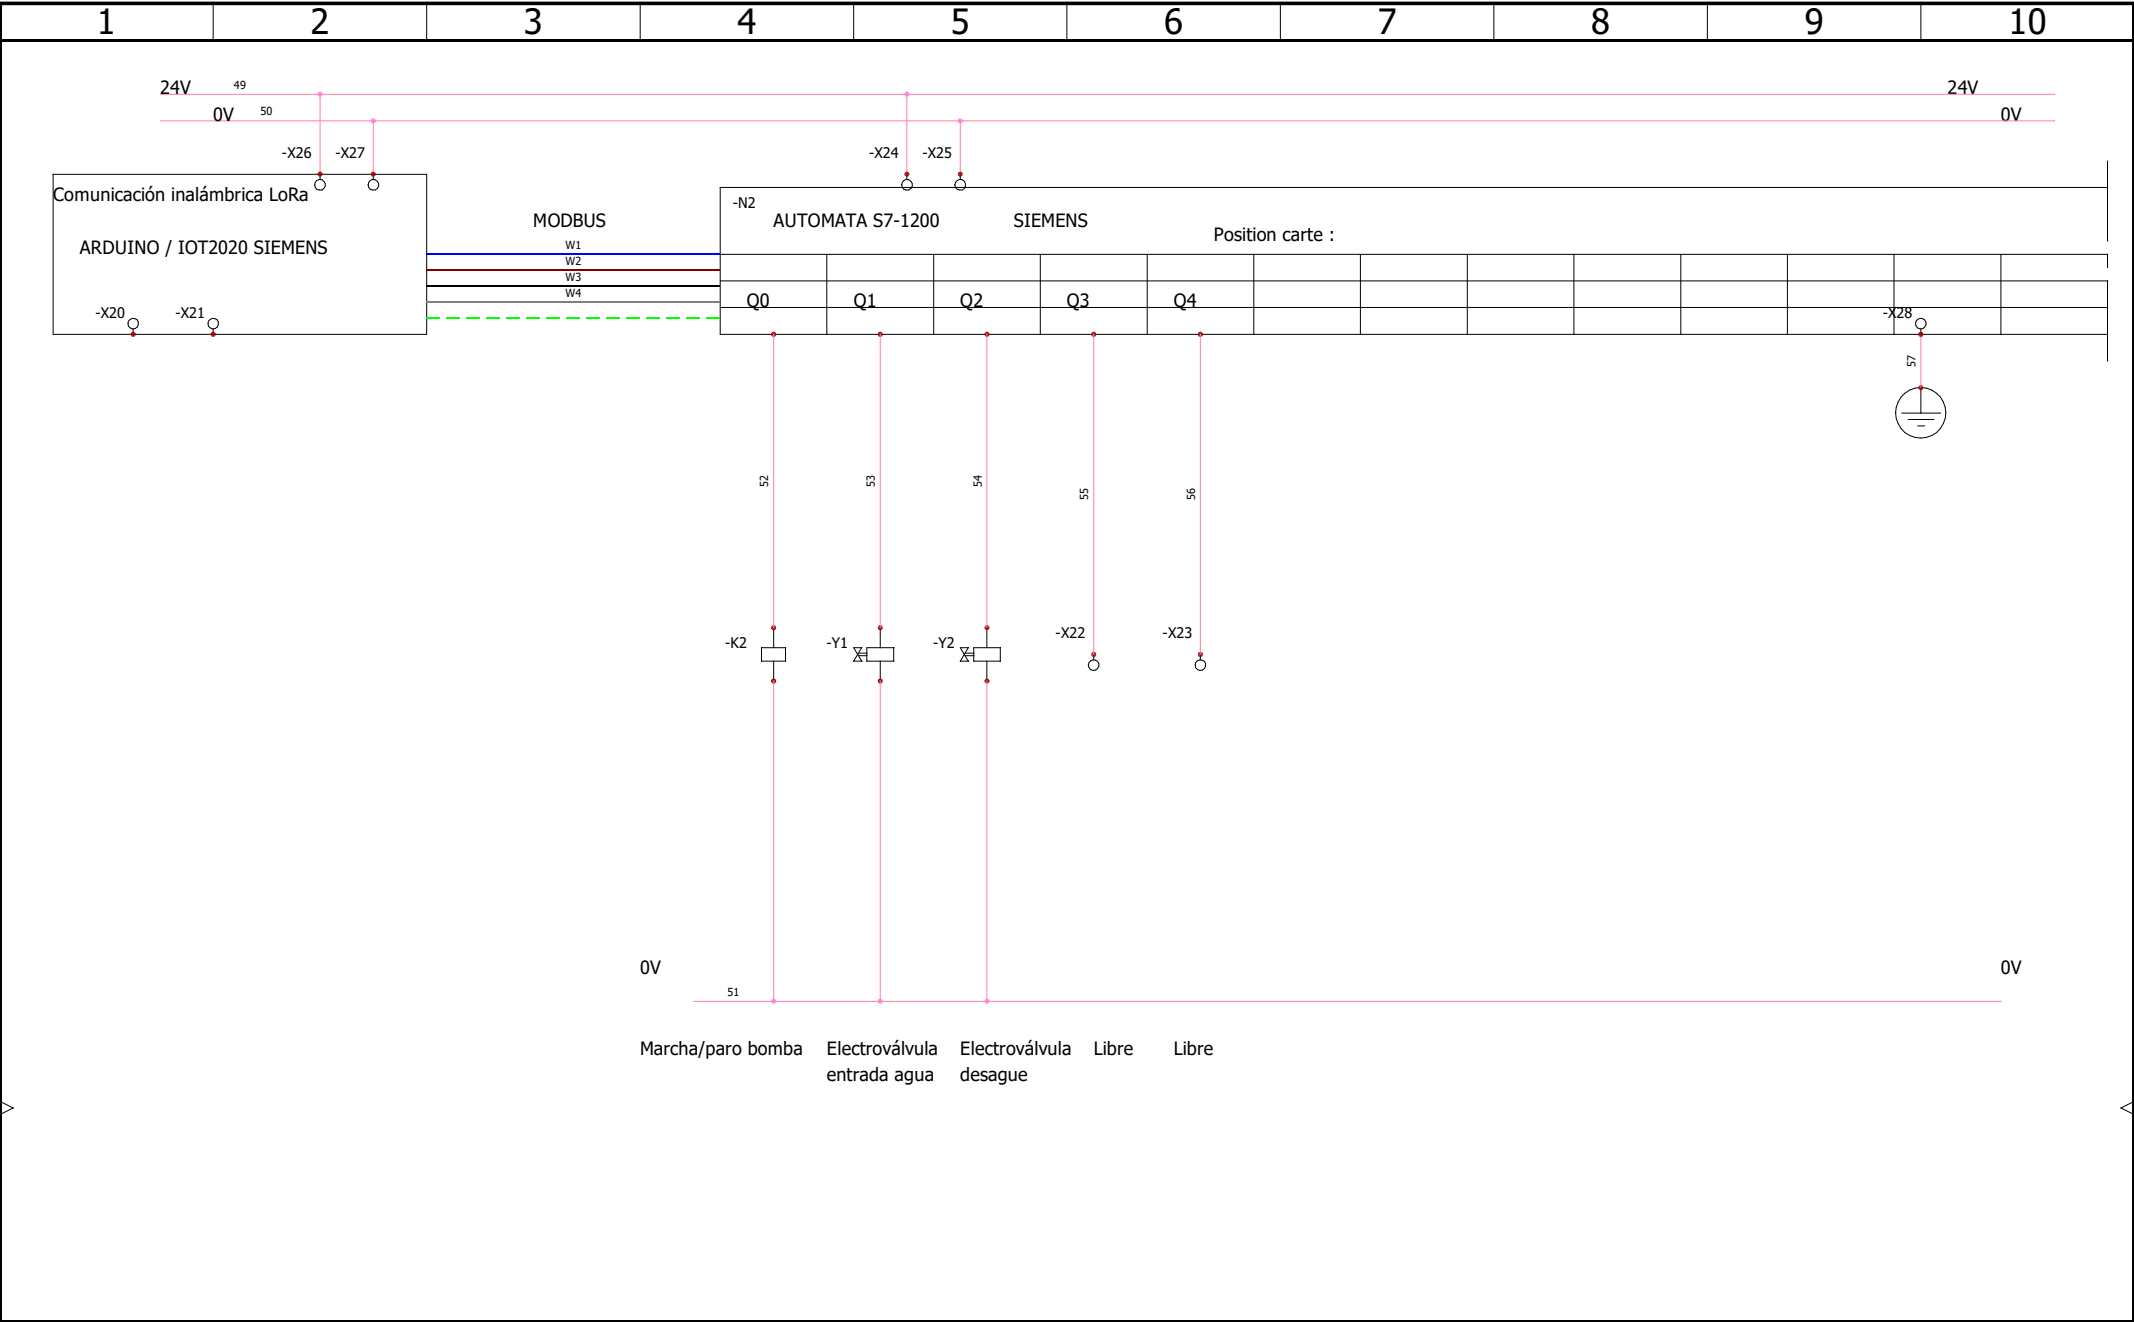 1 2 3 4 5 6 7 8 9 10
24V 49 24V
0V 50 0V
-X26 -X27 -X24 -X25
Comunicación inalámbrica LoRa
-N2
MODBUS AUTOMATA S7-1200 SIEMENS
Position carte :
ARDUINO / IOT2020 SIEMENS
W1
W2
W3
W4
Q0 Q1 Q2 Q3 Q4
-X20 -X21 -X28
57
52 53 54 55 56
-K2 -Y1 -Y2 -X22 -X23
0V 0V
51
Marcha/paro bomba Electroválvula Electroválvula Libre Libre
entrada agua desague